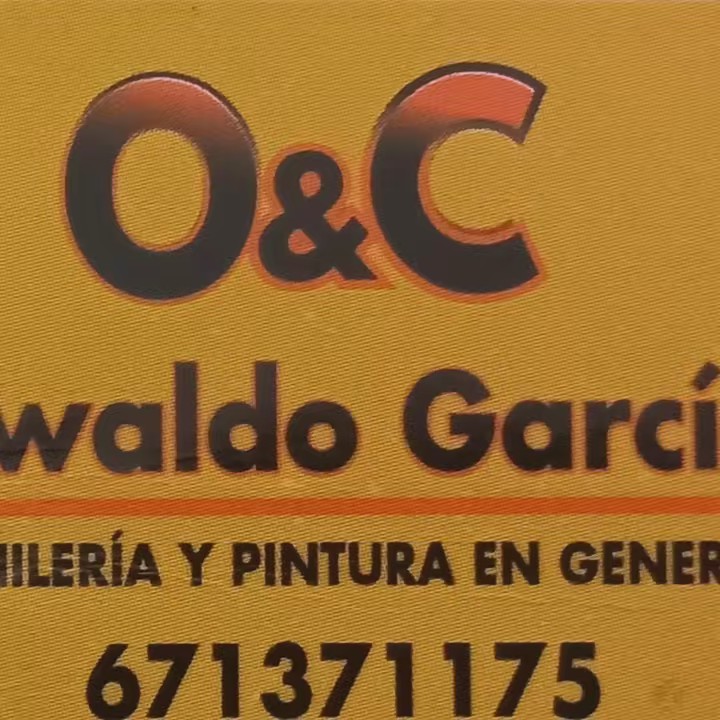 O&C
waldo Garcí
ILERÍA Y PINTURA EN GENER
671371175